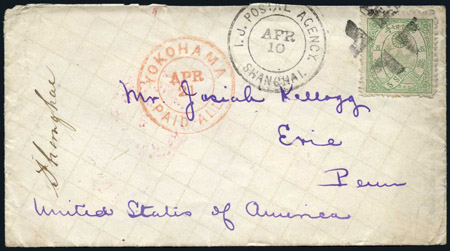 I.J. POSTAL AGENCY.
APR
10
SHANGHAI.
YOKOHAMA
APR
PAID ALL
Shanghai
Mr. Josiah Kellogg
Erie
Penn
United States of America